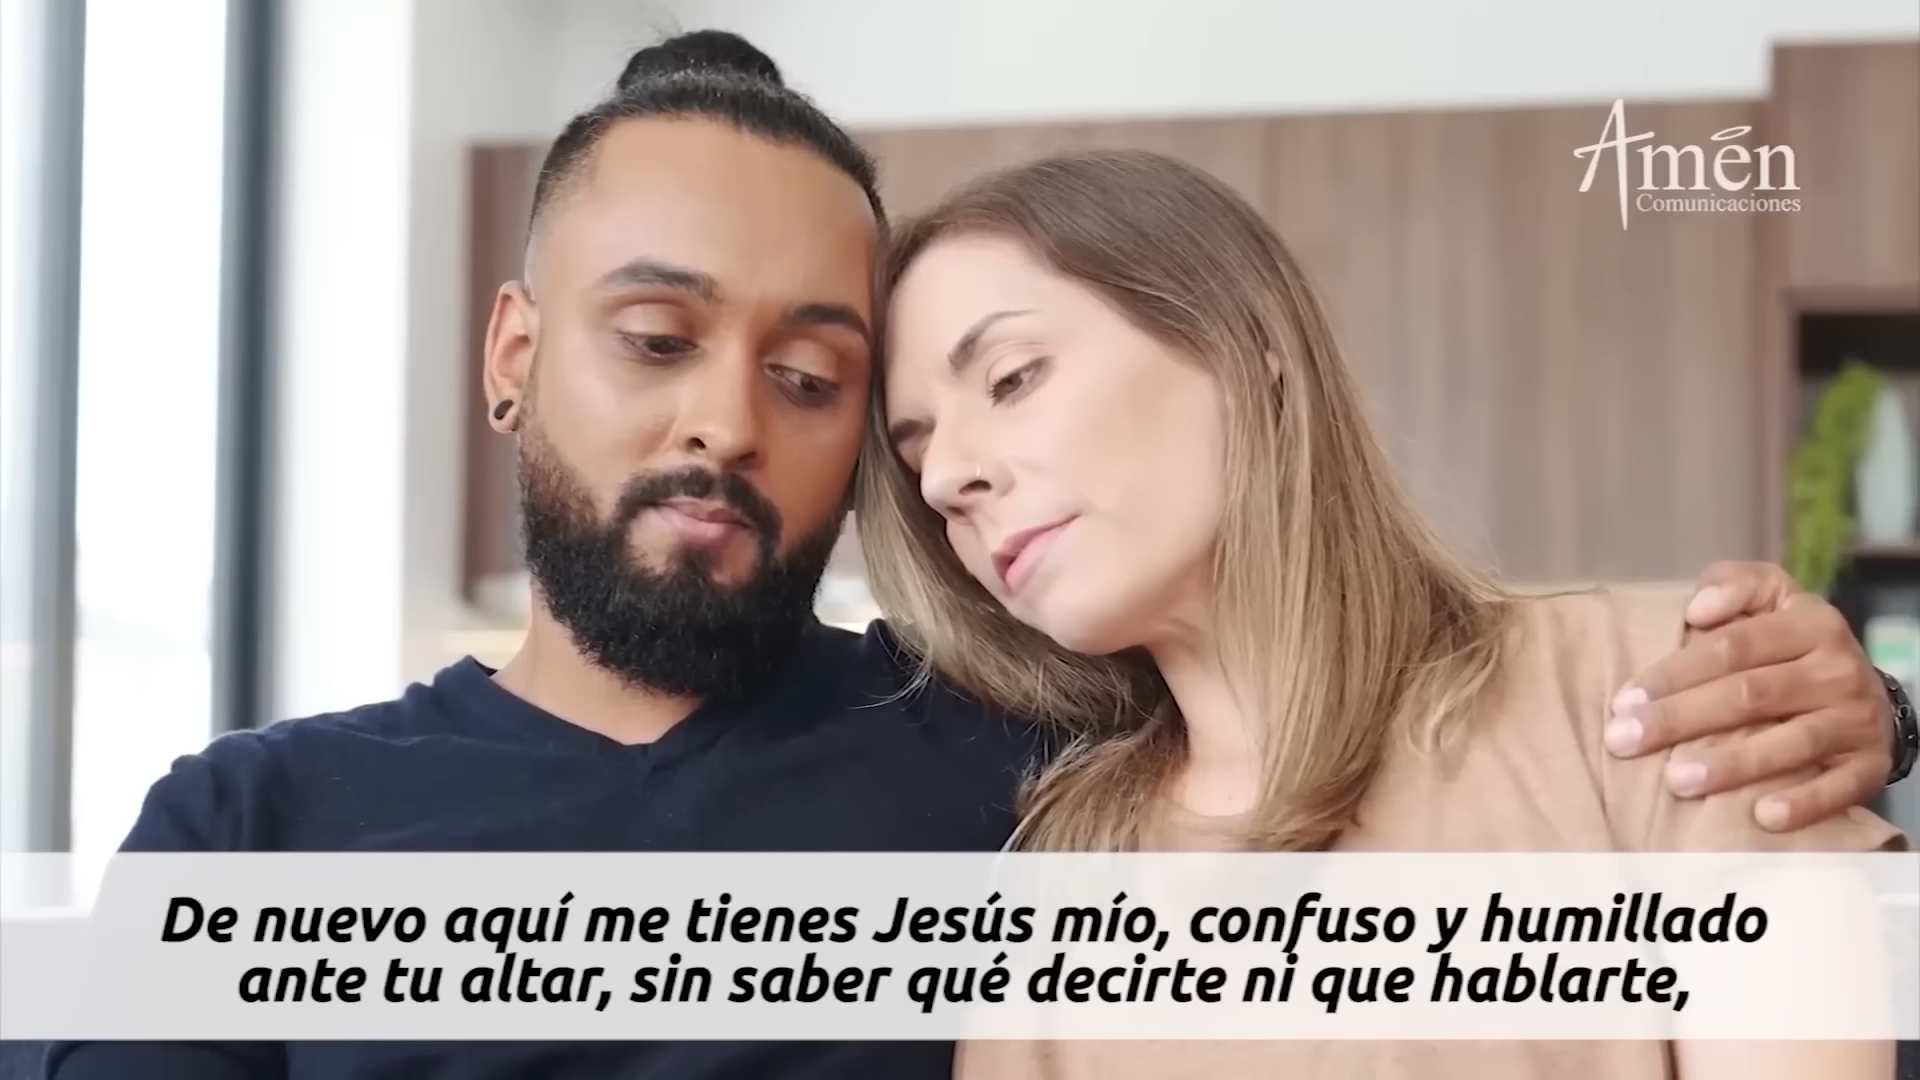 Amén
Comunicaciones
De nuevo aquí me tienes Jesús mío, confuso y humillado
ante tu altar, sin saber qué decirte ni que hablarte,